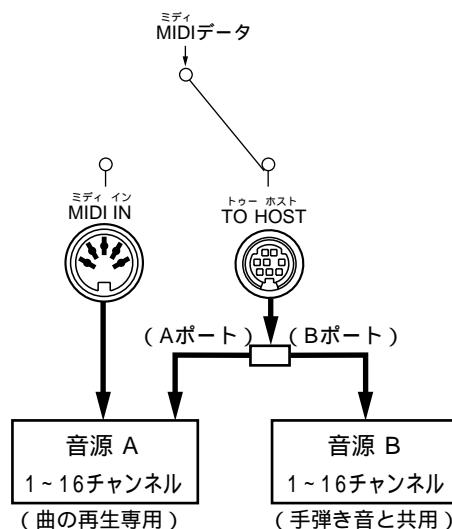 ミディ
MIDIデータ
ミディ イン
MIDI IN
トゥー ホスト
TO HOST
(Aポート)
(Bポート)
音源 A
1~16チャンネル
(曲の再生専用)
音源 B
1~16チャンネル
(手弾き音と共用)